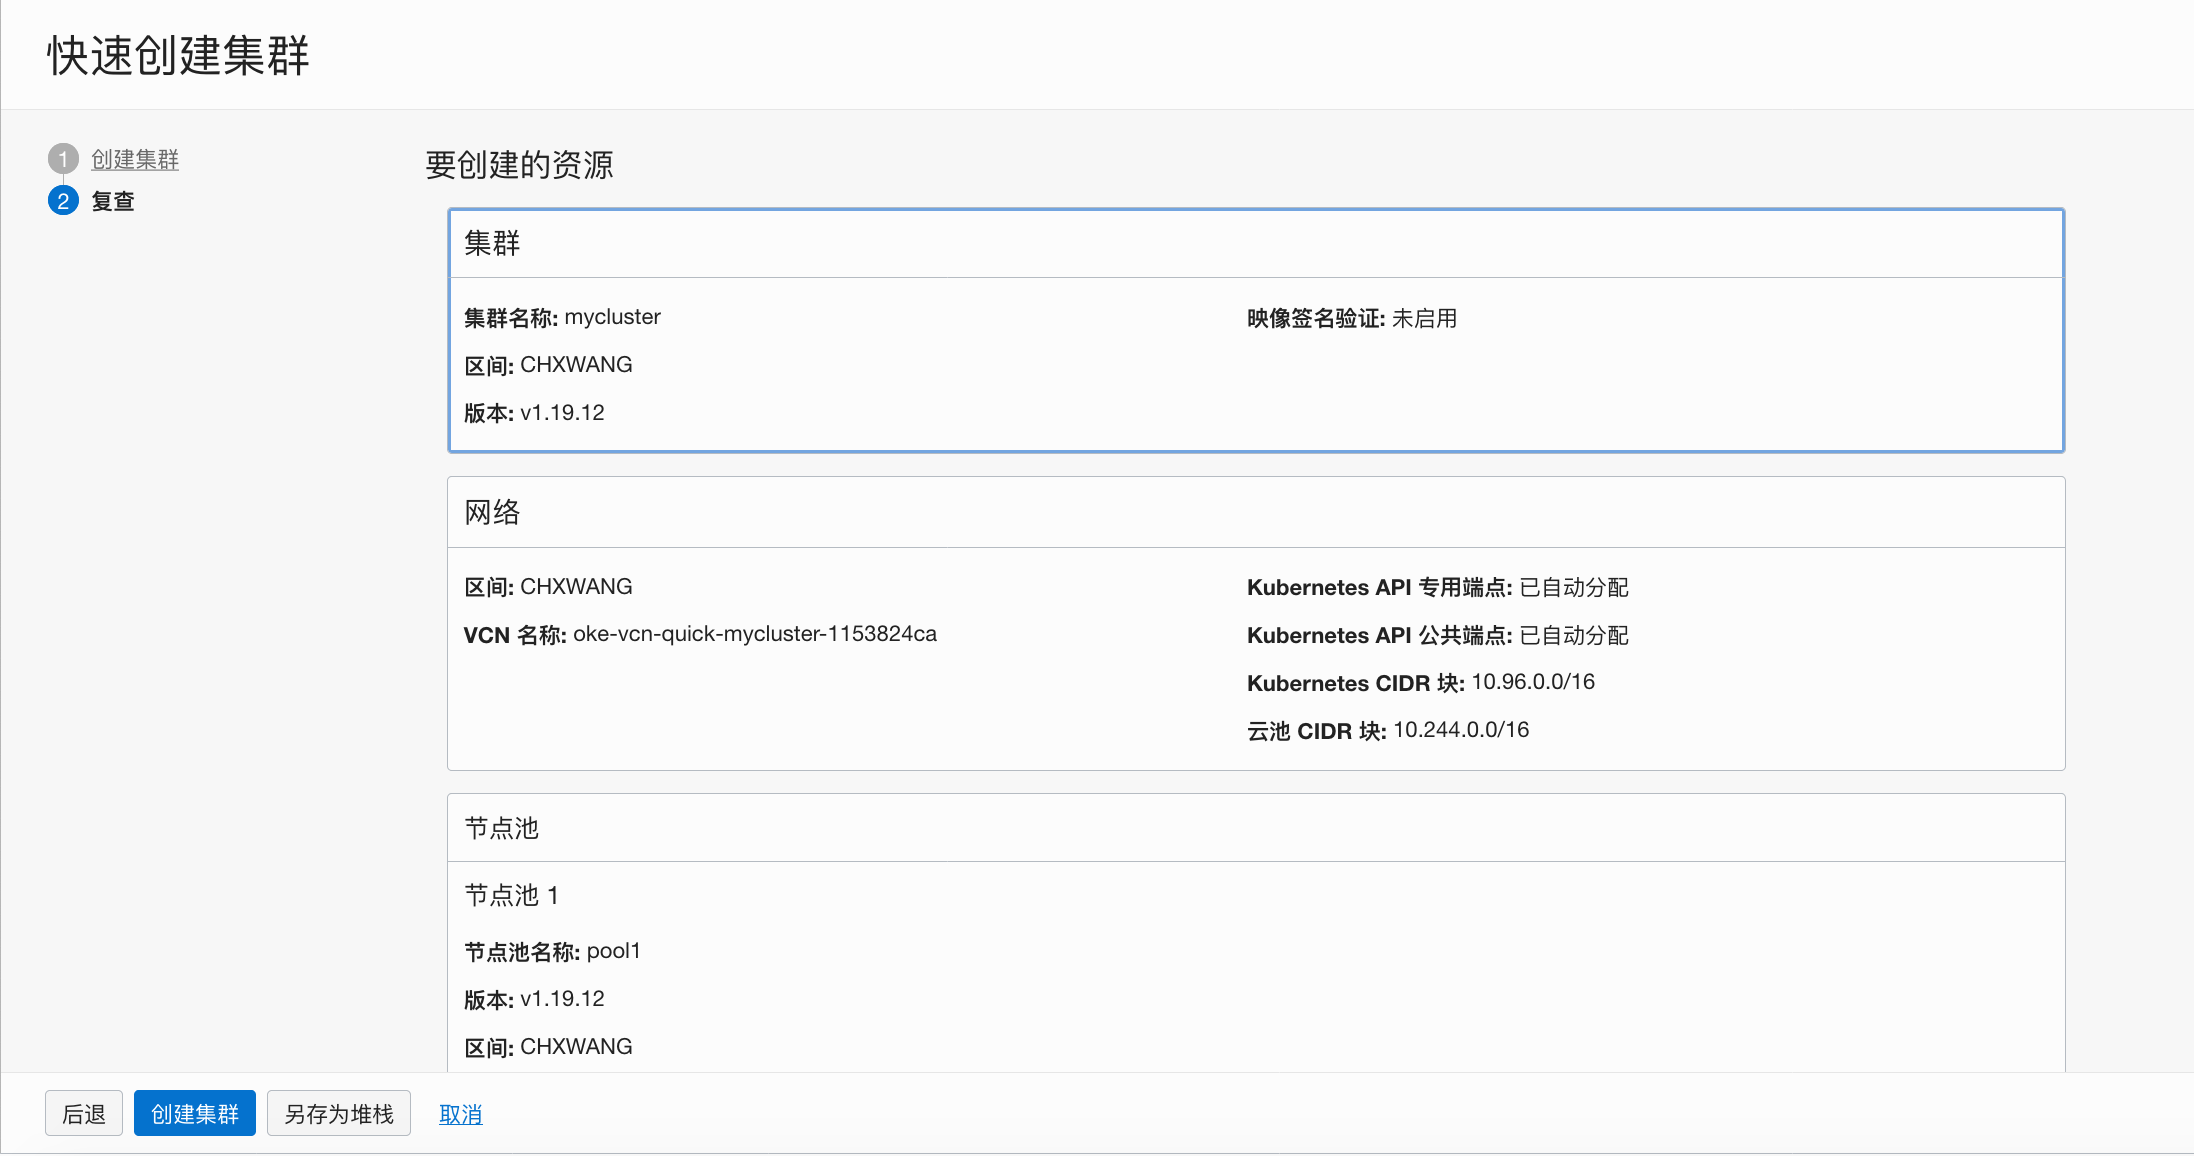 快速创建集群
1 创建集群
2 复查
要创建的资源
集群
集群名称: mycluster
映像签名验证: 未启用
区间: CHXWANG
版本: v1.19.12
网络
区间: CHXWANG
Kubernetes API 专用端点: 已自动分配
VCN 名称: oke-vcn-quick-mycluster-1153824ca
Kubernetes API 公共端点: 已自动分配
Kubernetes CIDR 块: 10.96.0.0/16
云池 CIDR 块: 10.244.0.0/16
节点池
节点池 1
节点池名称: pool1
版本: v1.19.12
区间: CHXWANG
后退 创建集群 另存为堆栈 取消